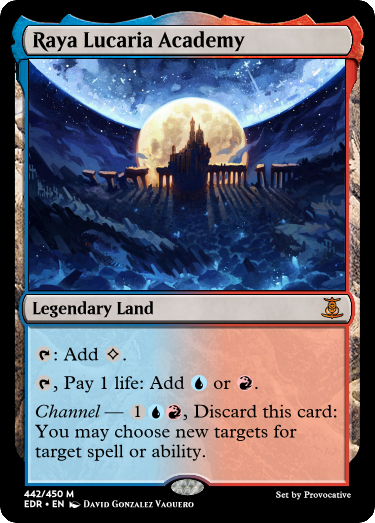 Raya Lucaria Academy
Legendary Land
: Add .
, Pay 1 life: Add or .
Channel — 1 , Discard this card:
You may choose new targets for
target spell or ability.
442/450 M
EDR • EN David Gonzalez Vaquero
Set by Provocative